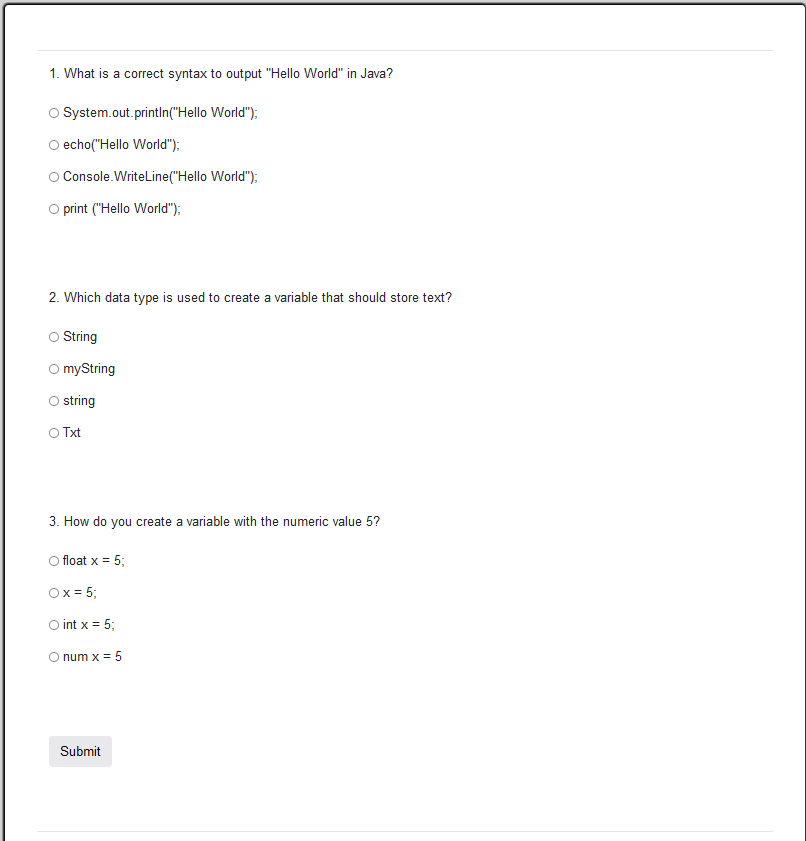 1. What is a correct syntax to output "Hello World" in Java?
System.out.println("Hello World");
echo("Hello World");
Console.WriteLine("Hello World");
print ("Hello World");
2. Which data type is used to create a variable that should store text?
String
myString
string
Txt
3. How do you create a variable with the numeric value 5?
float x = 5;
x = 5;
int x = 5;
num x = 5
Submit